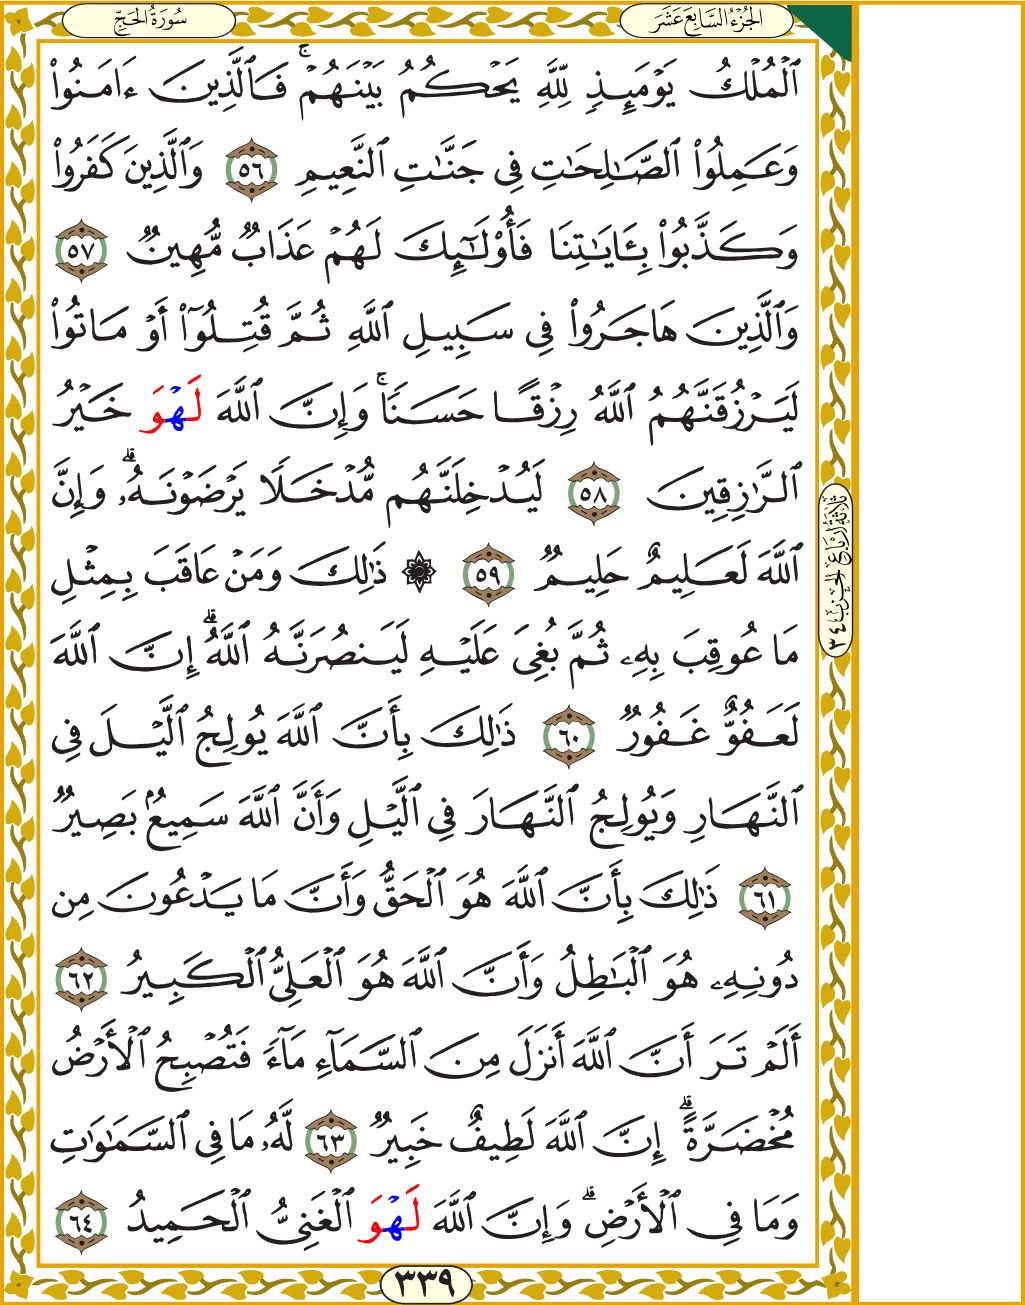 الجُزْءُ السَّابِعَ عَشَرَ
سُورَةُ الحَجِّ
ٱلْمُلْكُ يَوْمَئِذٍ لِّلَّهِ يَحْكُمُ بَيْنَهُمْ ۚ فَٱلَّذِينَ ءَامَنُوا۟
وَعَمِلُوا۟ ٱلصَّـٰلِحَـٰتِ فِى جَنَّـٰتِ ٱلنَّعِيمِ ٥٦ وَٱلَّذِينَ كَفَرُوا۟
وَكَذَّبُوا۟ بِـَٔايَـٰتِنَا فَأُو۟لَـٰٓئِكَ لَهُمْ عَذَابٌ مُّهِينٌ ٥٧
وَٱلَّذِينَ هَاجَرُوا۟ فِى سَبِيلِ ٱللَّهِ ثُمَّ قُتِلُوٓا۟ أَوْ مَاتُوا۟
لَيَرْزُقَنَّهُمُ ٱللَّهُ رِزْقًا حَسَنًا ۚ وَإِنَّ ٱللَّهَ لَهْوَ خَيْرُ
ٱلرَّٰزِقِينَ ٥٨ لَيُدْخِلَنَّهُم مُّدْخَلًا يَرْضَوْنَهُۥ ۗ وَإِنَّ
ٱللَّهَ لَعَلِيمٌ حَلِيمٌ ٥٩ ۞ ذَٰلِكَ وَمَنْ عَاقَبَ بِمِثْلِ
مَا عُوقِبَ بِهِۦ ثُمَّ بُغِىَ عَلَيْهِ لَيَنصُرَنَّهُ ٱللَّهُ ۗ إِنَّ ٱللَّهَ
لَعَفُوٌّ غَفُورٌ ٦٠ ذَٰلِكَ بِأَنَّ ٱللَّهَ يُولِجُ ٱلَّيْلَ فِى
ٱلنَّهَارِ وَيُولِجُ ٱلنَّهَارَ فِى ٱلَّيْلِ وَأَنَّ ٱللَّهَ سَمِيعٌۢ بَصِيرٌ
٦١ ذَٰلِكَ بِأَنَّ ٱللَّهَ هُوَ ٱلْحَقُّ وَأَنَّ مَا يَدْعُونَ مِن
دُونِهِۦ هُوَ ٱلْبَـٰطِلُ وَأَنَّ ٱللَّهَ هُوَ ٱلْعَلِىُّ ٱلْكَبِيرُ ٦٢
أَلَمْ تَرَ أَنَّ ٱللَّهَ أَنزَلَ مِنَ ٱلسَّمَآءِ مَآءً فَتُصْبِحُ ٱلْأَرْضُ
مُخْضَرَّةً ۗ إِنَّ ٱللَّهَ لَطِيفٌ خَبِيرٌ ٦٣ لَّهُۥ مَا فِى ٱلسَّمَـٰوَٰتِ
وَمَا فِى ٱلْأَرْضِ ۗ وَإِنَّ ٱللَّهَ لَهْوَ ٱلْغَنِىُّ ٱلْحَمِيدُ ٦٤
ثَلَاثَةُ أَرْبَاعِ الحِزْب ٣٤
٣٣٩